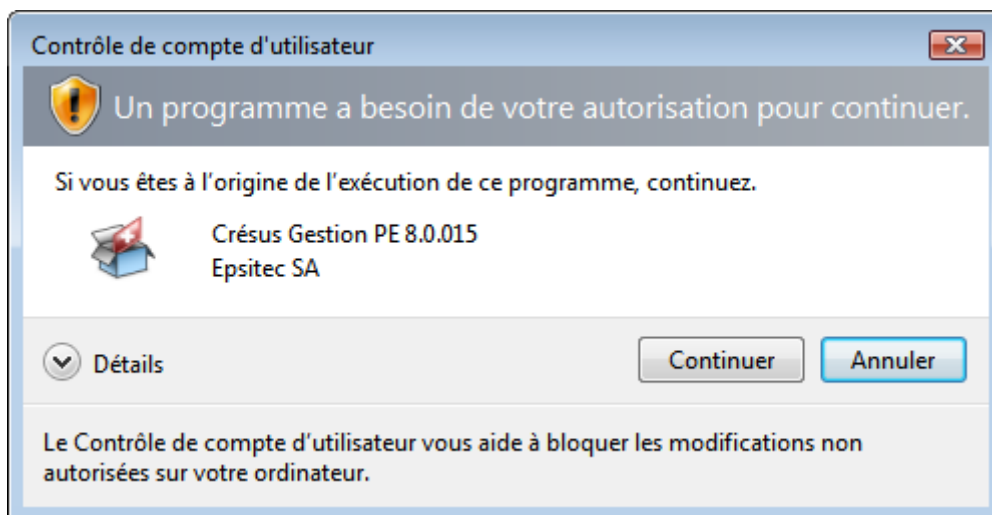 Contrôle de compte d'utilisateur
Un programme a besoin de votre autorisation pour continuer.
Si vous êtes à l'origine de l'exécution de ce programme, continuez.
Crésus Gestion PE 8.0.015
Epsitec SA
Détails
Continuer
Annuler
Le Contrôle de compte d'utilisateur vous aide à bloquer les modifications non
autorisées sur votre ordinateur.